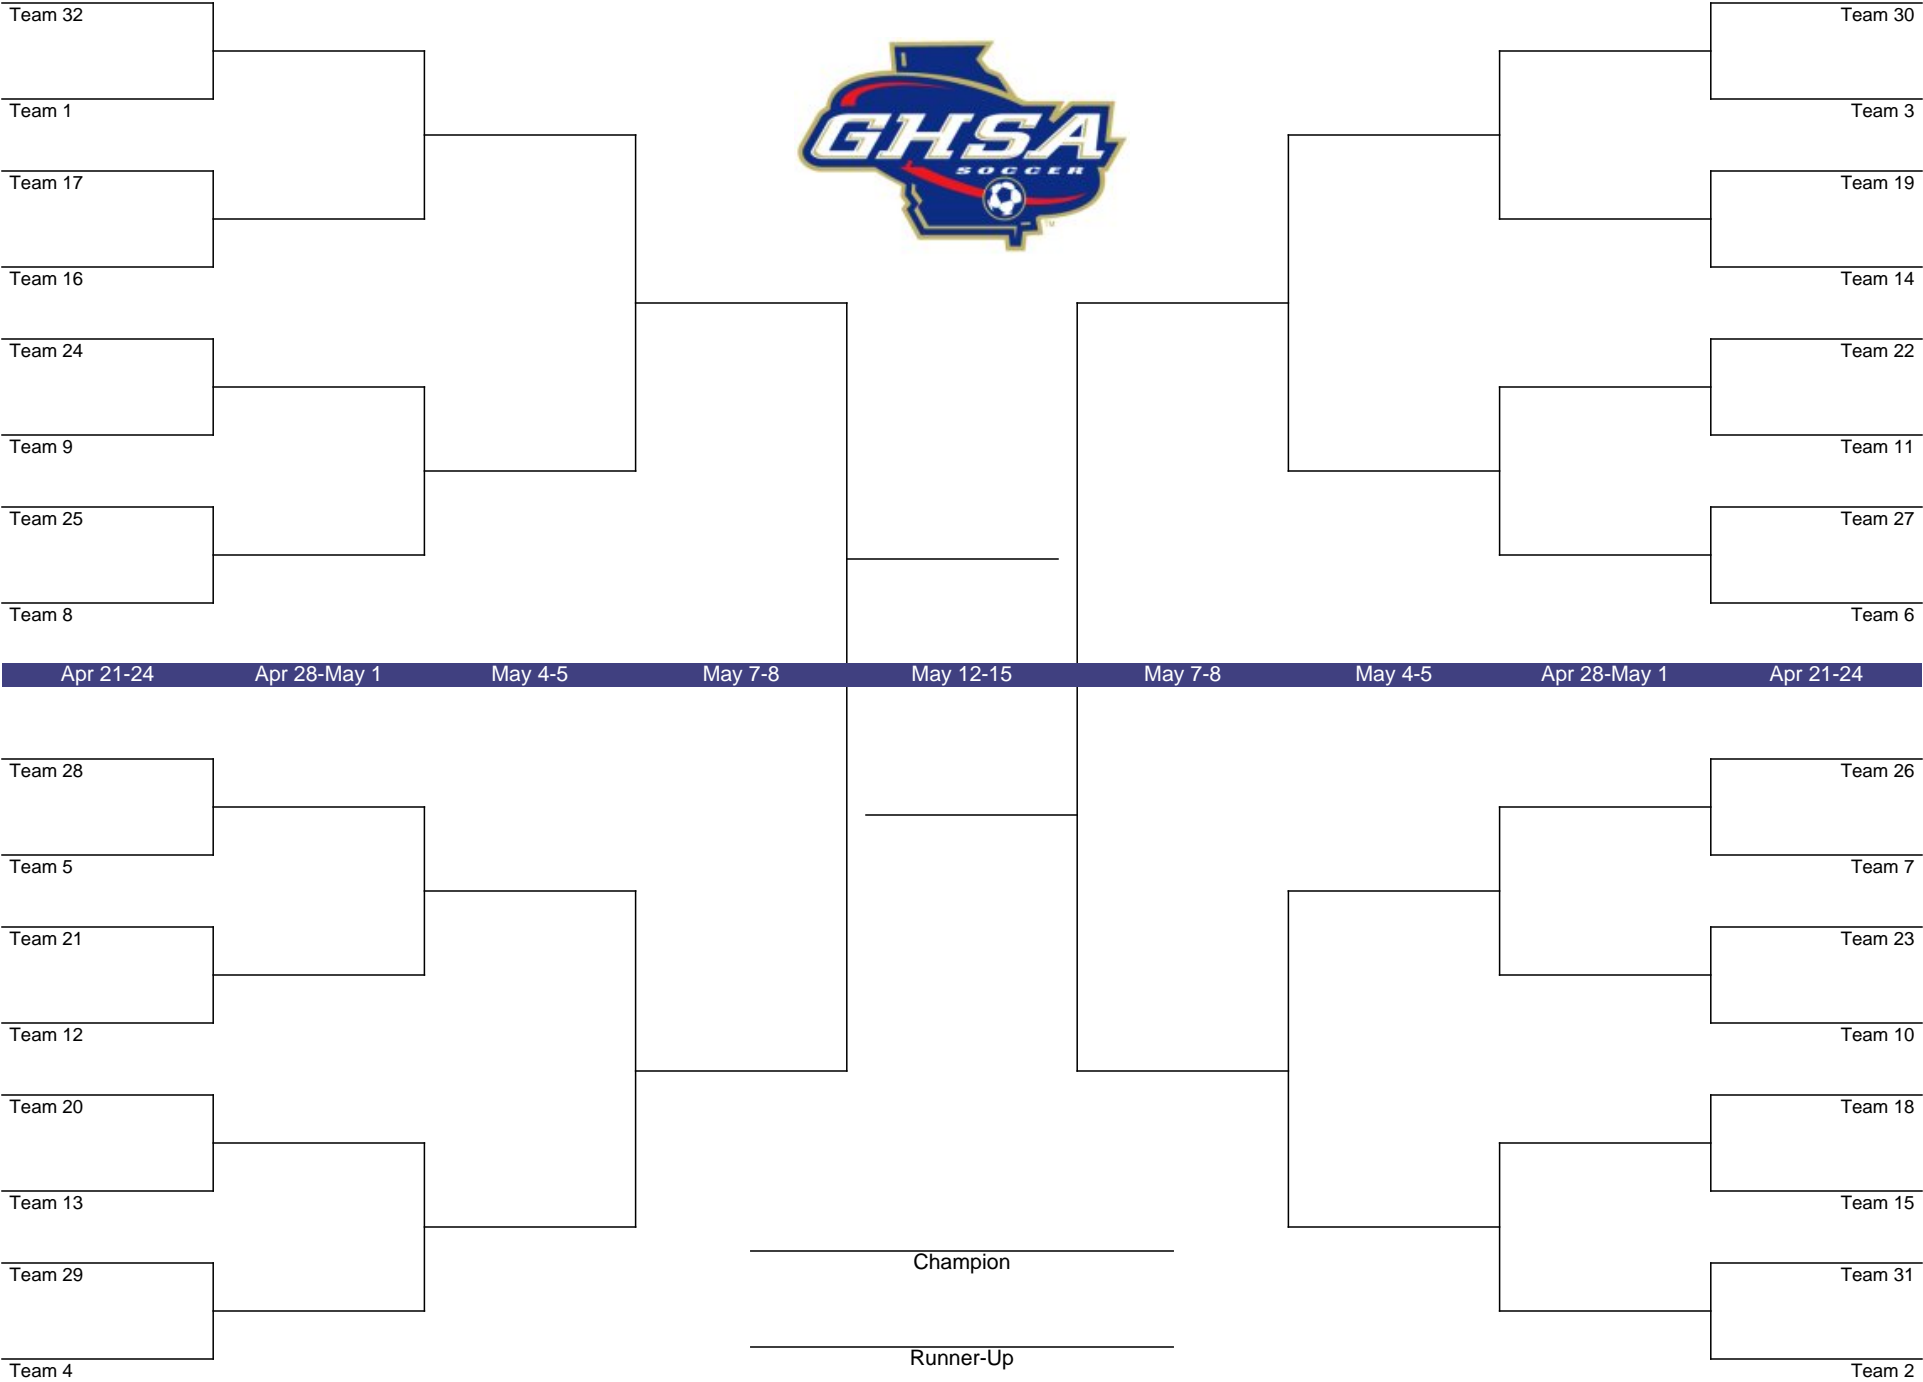 Team 32
Team 30
Team 1
Team 3
GHSA
SOCCER
TM
Team 17
Team 19
Team 16
Team 14
Team 24
Team 22
Team 9
Team 11
Team 25
Team 27
Team 8
Team 6
Apr 21-24 Apr 28-May 1 May 4-5 May 7-8 May 12-15 May 7-8 May 4-5 Apr 28-May 1 Apr 21-24
Team 28
Team 26
Team 5
Team 7
Team 21
Team 23
Team 12
Team 10
Team 20
Team 18
Team 13
Team 15
Champion
Team 29
Team 31
Runner-Up
Team 4
Team 2